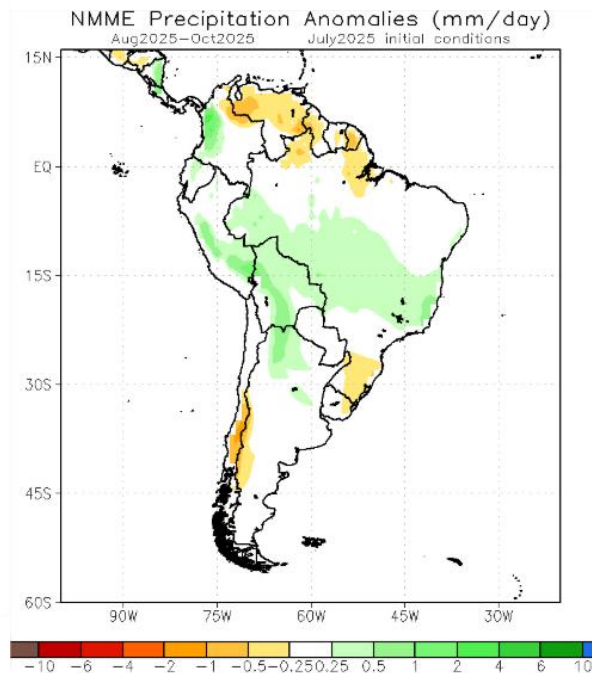 NMME Precipitation Anomalies (mm/day)
Aug2025-Oct2025 July2025 initial conditions
15N
EQ
15S
30S
45S
60S
90W 75W 60W 45W 30W
-10 -6 -4 -2 -1 -0.5 -0.25 0.25 0.5 1 2 4 6 10